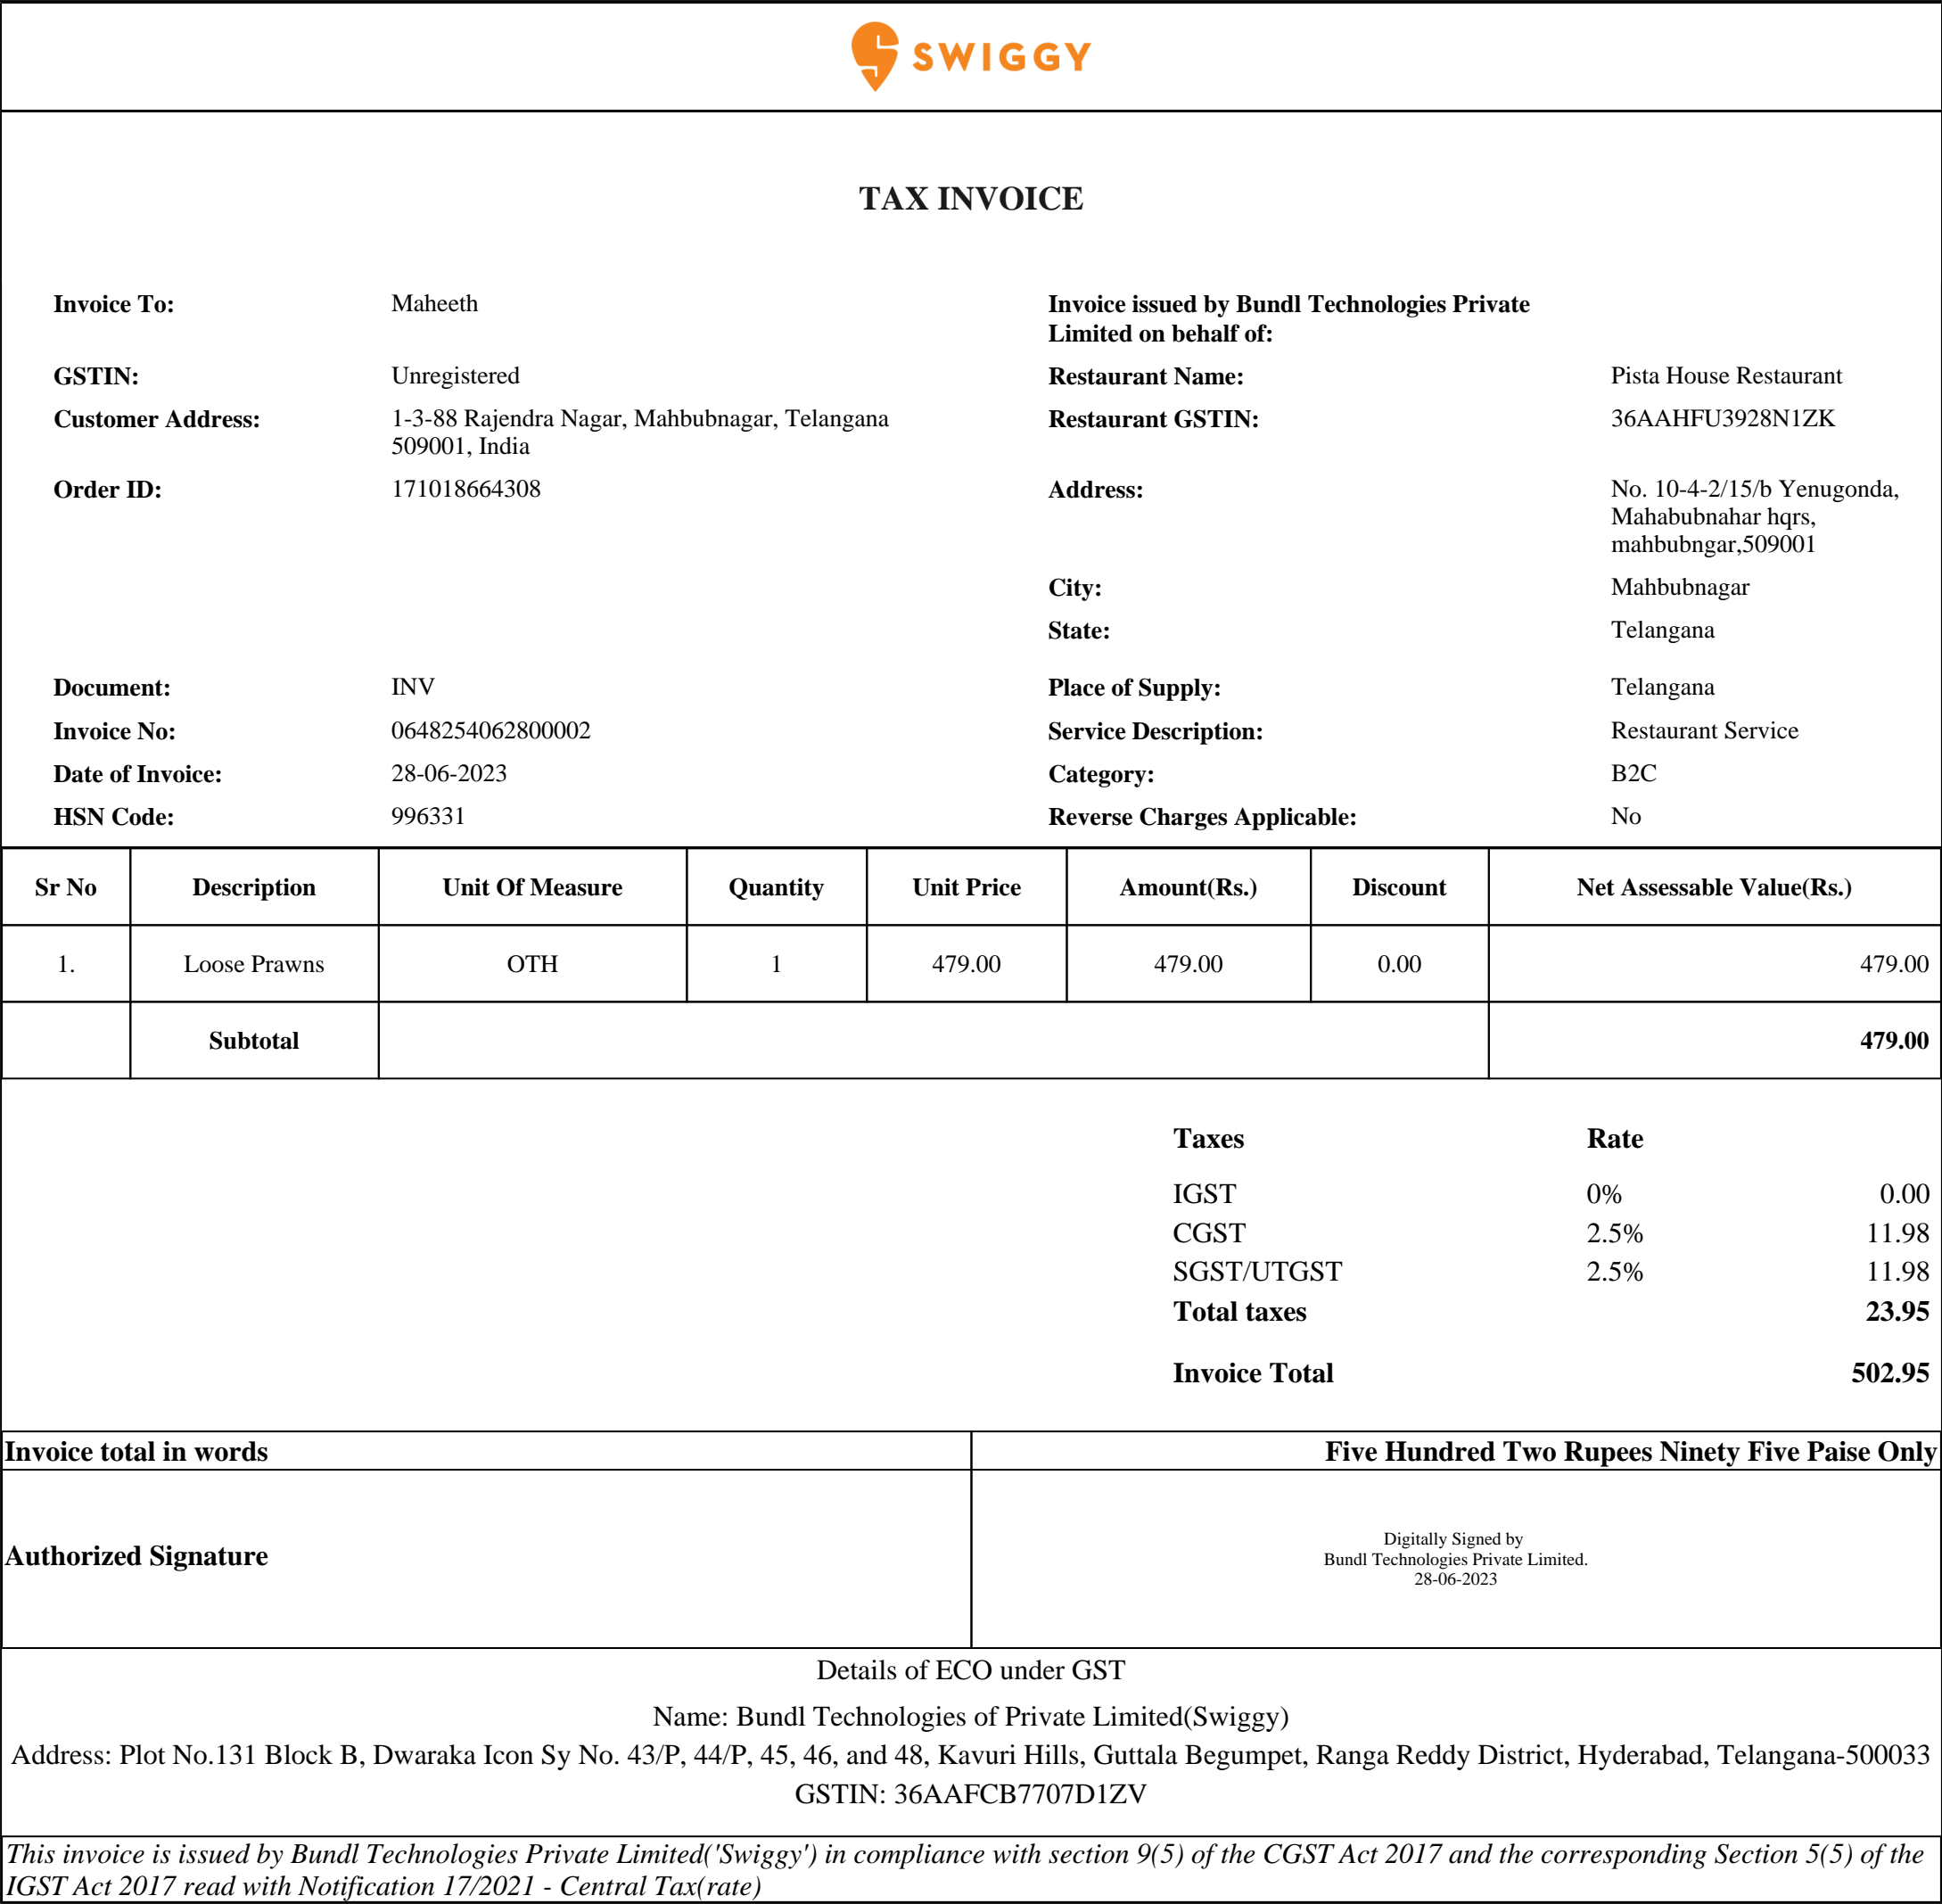 SWIGGY
TAX INVOICE
Invoice To: Maheeth Invoice issued by Bundl Technologies Private
Limited on behalf of:
GSTIN: Unregistered Restaurant Name: Pista House Restaurant
Customer Address: 1-3-88 Rajendra Nagar, Mahbubnagar, Telangana Restaurant GSTIN: 36AAHFU3928N1ZK
509001, India
Order ID: 171018664308 Address: No. 10-4-2/15/b Yenugonda,
Mahabubnahar hqrs,
mahbubngar,509001
City: Mahbubnagar
State: Telangana
Document: INV Place of Supply: Telangana
Invoice No: 0648254062800002 Service Description: Restaurant Service
Date of Invoice: 28-06-2023 Category: B2C
HSN Code: 996331 Reverse Charges Applicable: No
Sr No Description Unit Of Measure Quantity Unit Price Amount(Rs.) Discount Net Assessable Value(Rs.)
1. Loose Prawns OTH 1 479.00 479.00 0.00 479.00
Subtotal 479.00
Taxes Rate
IGST 0% 0.00
CGST 2.5% 11.98
SGST/UTGST 2.5% 11.98
Total taxes 23.95
Invoice Total 502.95
Invoice total in words Five Hundred Two Rupees Ninety Five Paise Only
Authorized Signature
Digitally Signed by
Bundl Technologies Private Limited.
28-06-2023
Details of ECO under GST
Name: Bundl Technologies of Private Limited(Swiggy)
Address: Plot No.131 Block B, Dwaraka Icon Sy No. 43/P, 44/P, 45, 46, and 48, Kavuri Hills, Guttala Begumpet, Ranga Reddy District, Hyderabad, Telangana-500033
GSTIN: 36AAFCB7707D1ZV
This invoice is issued by Bundl Technologies Private Limited('Swiggy') in compliance with section 9(5) of the CGST Act 2017 and the corresponding Section 5(5) of the
IGST Act 2017 read with Notification 17/2021 - Central Tax(rate)